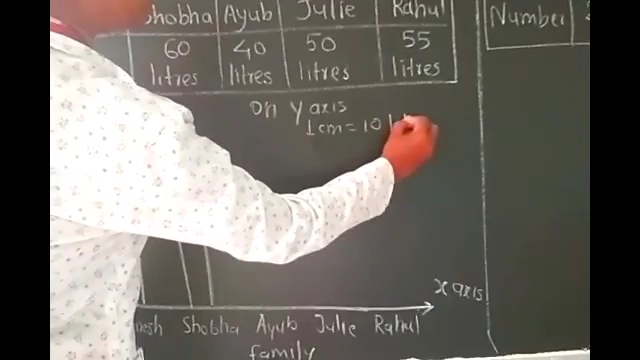 Shobha Ayub Julie Rahul
60 40 50 55
litres litres litres litres
Number
on y axis
1cm = 10
x axis
Shobha Ayub Julie Rahul
family